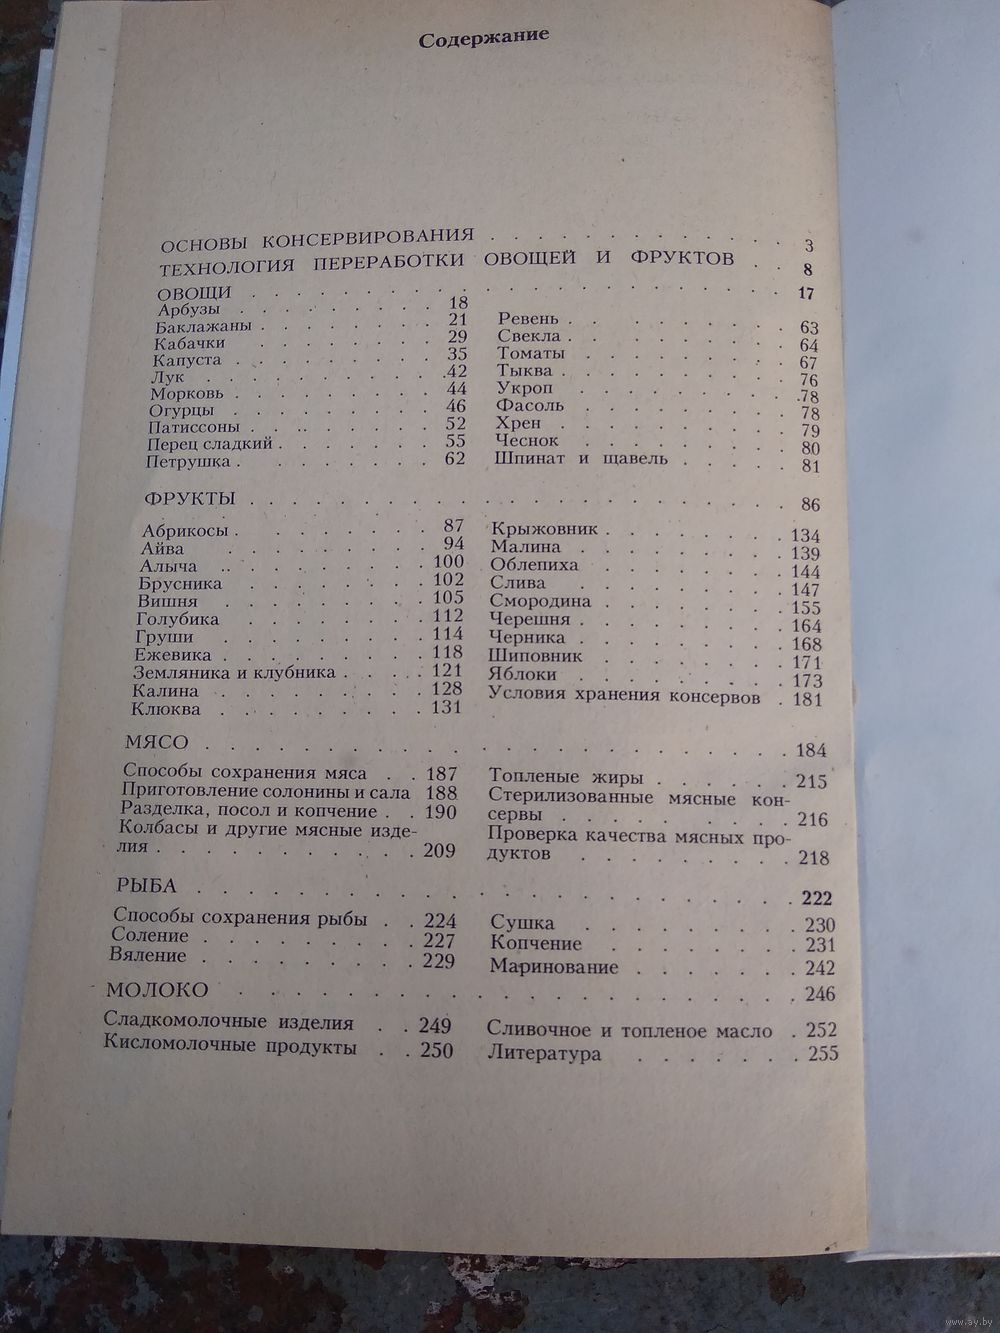 Содержание
ОСНОВЫ КОНСЕРВИРОВАНИЯ . . . . . . . . . . . . . 3
ТЕХНОЛОГИЯ ПЕРЕРАБОТКИ ОВОЩЕЙ И ФРУКТОВ . . 8
ОВОЩИ . . . . . . . . . . . . . . . . . . 17
Арбузы . . . . . . . . . 18
Баклажаны . . . . . . . . 21
Кабачки . . . . . . . . 29
Капуста . . . . . . . . . 35
Лук . . . . . . . . . . 42
Морковь . . . . . . . . . 44
Огурцы . . . . . . . . . 46
Патиссоны . . . . . . . . 52
Перец сладкий . . . . . . . 55
Петрушка . . . . . . . . 62
Ревень . . . . . . . . . 63
Свекла . . . . . . . . . 64
Томаты . . . . . . . . . 67
Тыква . . . . . . . . . 76
Укроп . . . . . . . . . 78
Фасоль . . . . . . . . . 78
Хрен . . . . . . . . . 79
Чеснок . . . . . . . . . 80
Шпинат и щавель . . . . . 81
ФРУКТЫ . . . . . . . . . . . . . . . . . . 86
Абрикосы . . . . . . . . 87
Айва . . . . . . . . . 94
Алыча . . . . . . . . . 100
Брусника . . . . . . . . 102
Вишня . . . . . . . . . 105
Голубика . . . . . . . . 112
Груши . . . . . . . . . 114
Ежевика . . . . . . . . . 118
Земляника и клубника . . . . 121
Калина . . . . . . . . . 128
Клюква . . . . . . . . . 131
Крыжовник . . . . . . . . 134
Малина . . . . . . . . . 139
Облепиха . . . . . . . . 144
Слива . . . . . . . . . 147
Смородина . . . . . . . . 155
Черешня . . . . . . . . . 164
Черника . . . . . . . . . 168
Шиповник . . . . . . . . 171
Яблоки . . . . . . . . . 173
Условия хранения консервов . 181
МЯСО . . . . . . . . . . . . . . . . . . . 184
Способы сохранения мяса . . 187
Приготовление солонины и сала 188
Разделка, посол и копчение . . 190
Колбасы и другие мясные изде-
лия . . . . . . . . . . . 209
Топленые жиры . . . . . . 215
Стерилизованные мясные кон-
сервы . . . . . . . . . 216
Проверка качества мясных про-
дуктов . . . . . . . . . 218
РЫБА . . . . . . . . . . . . . . . . . . 222
Способы сохранения рыбы . . 224
Соление . . . . . . . . . 227
Вяление . . . . . . . . . 229
Сушка . . . . . . . . . 230
Копчение . . . . . . . . 231
Маринование . . . . . . . 242
МОЛОКО . . . . . . . . . . . . . . . . . 246
Сладкомолочные изделия . . 249
Кисломолочные продукты . . 250
Сливочное и топленое масло . 252
Литература . . . . . . . 255
www.ay.by